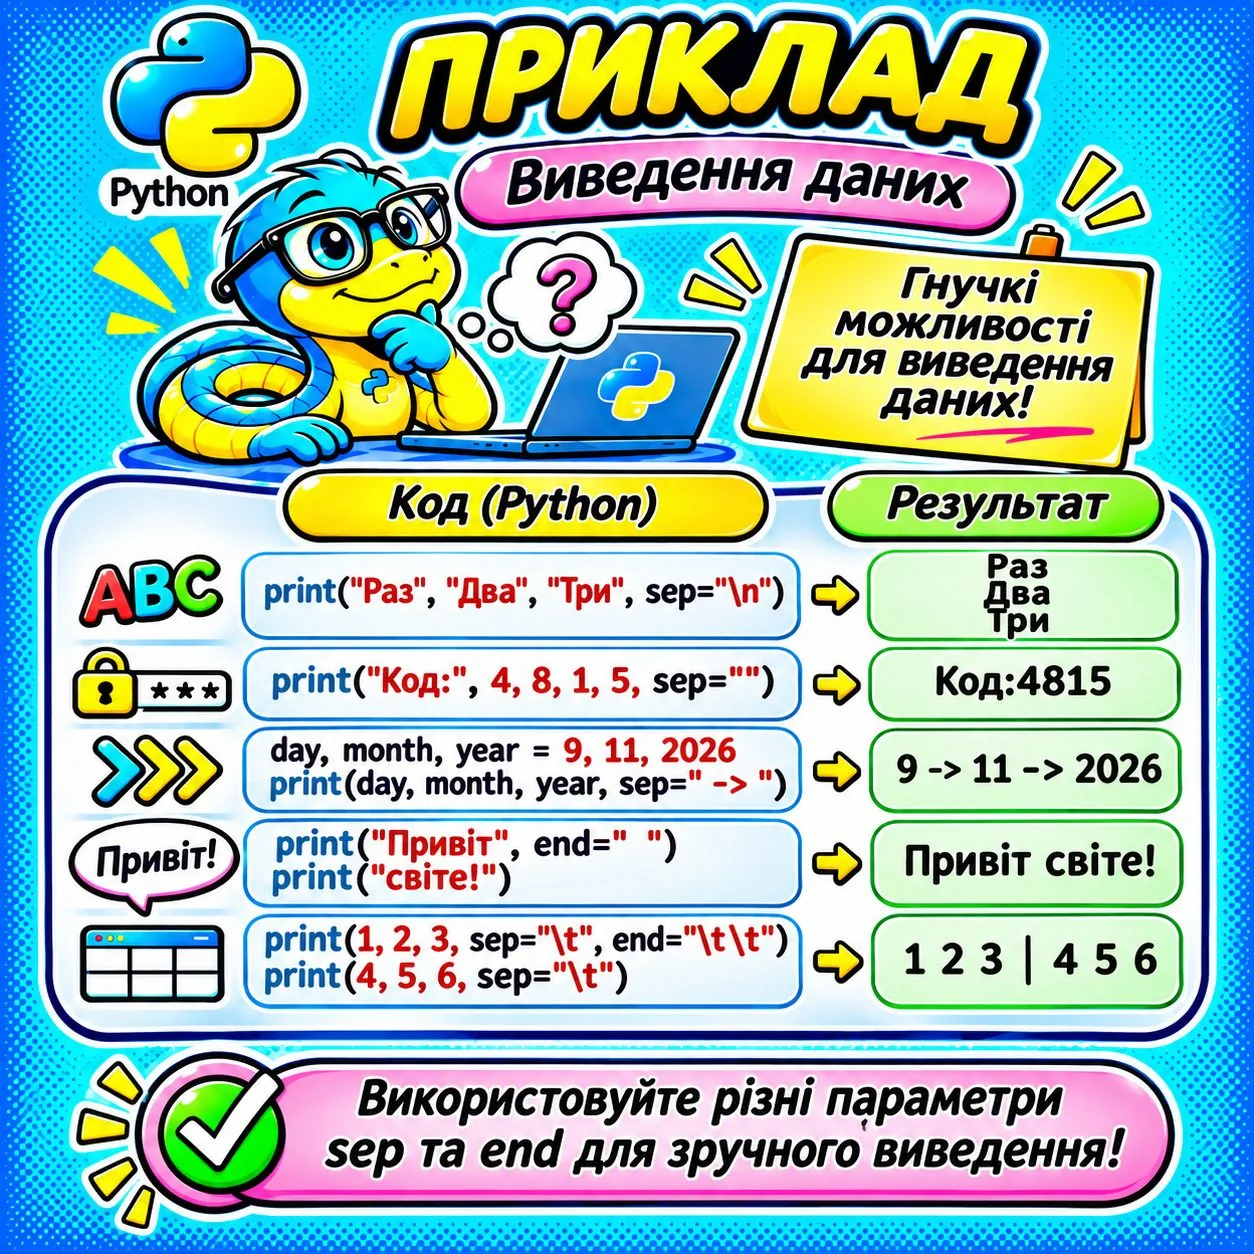 ПРИКЛАД
Python
Виведення даних
?
Гнучкі
можливості
для виведення
даних!
Код (Python)
Результат
ABC
print("Раз", "Два", "Три", sep="\n")
Раз
Два
Три
***
print("Код:", 4, 8, 1, 5, sep="")
Код:4815
day, month, year = 9, 11, 2026
print(day, month, year, sep=" -> ")
9 -> 11 -> 2026
Привіт!
print("Привіт", end="  ")
print("світе!")
Привіт світе!
print(1, 2, 3, sep="\t", end="\t\t")
print(4, 5, 6, sep="\t")
1 2 3 | 4 5 6
Використовуйте різні параметри
sep та end для зручного виведення!